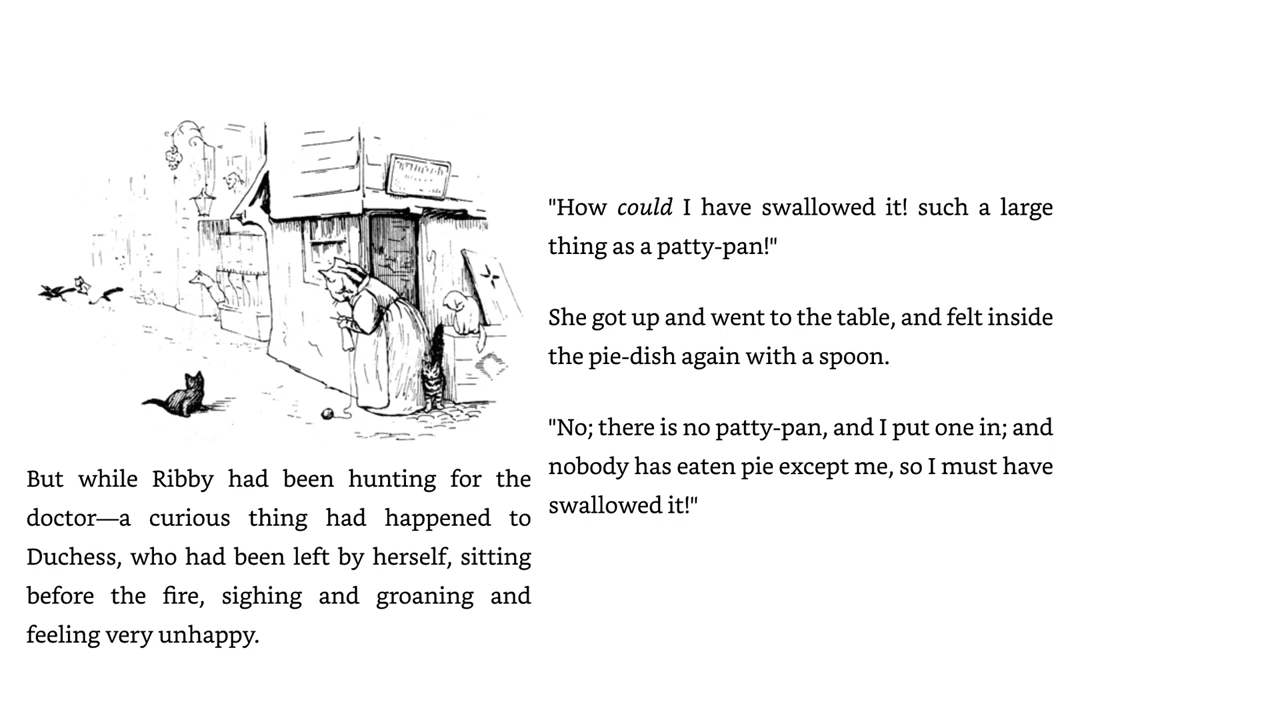 But while Ribby had been hunting for the
doctor—a curious thing had happened to
Duchess, who had been left by herself, sitting
before the fire, sighing and groaning and
feeling very unhappy.
"How could I have swallowed it! such a large
thing as a patty-pan!"
She got up and went to the table, and felt inside
the pie-dish again with a spoon.
"No; there is no patty-pan, and I put one in; and
nobody has eaten pie except me, so I must have
swallowed it!"